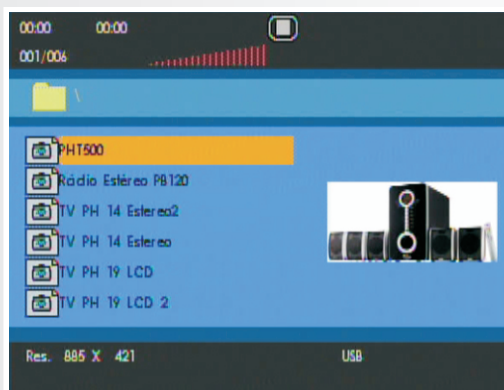 00:00 00:00
001/006
\
PHT500
Rádio Estéreo PB120
TV PH 14 Estereo2
TV PH 14 Estereo
TV PH 19 LCD
TV PH 19 LCD 2
Res. 885 X 421 USB